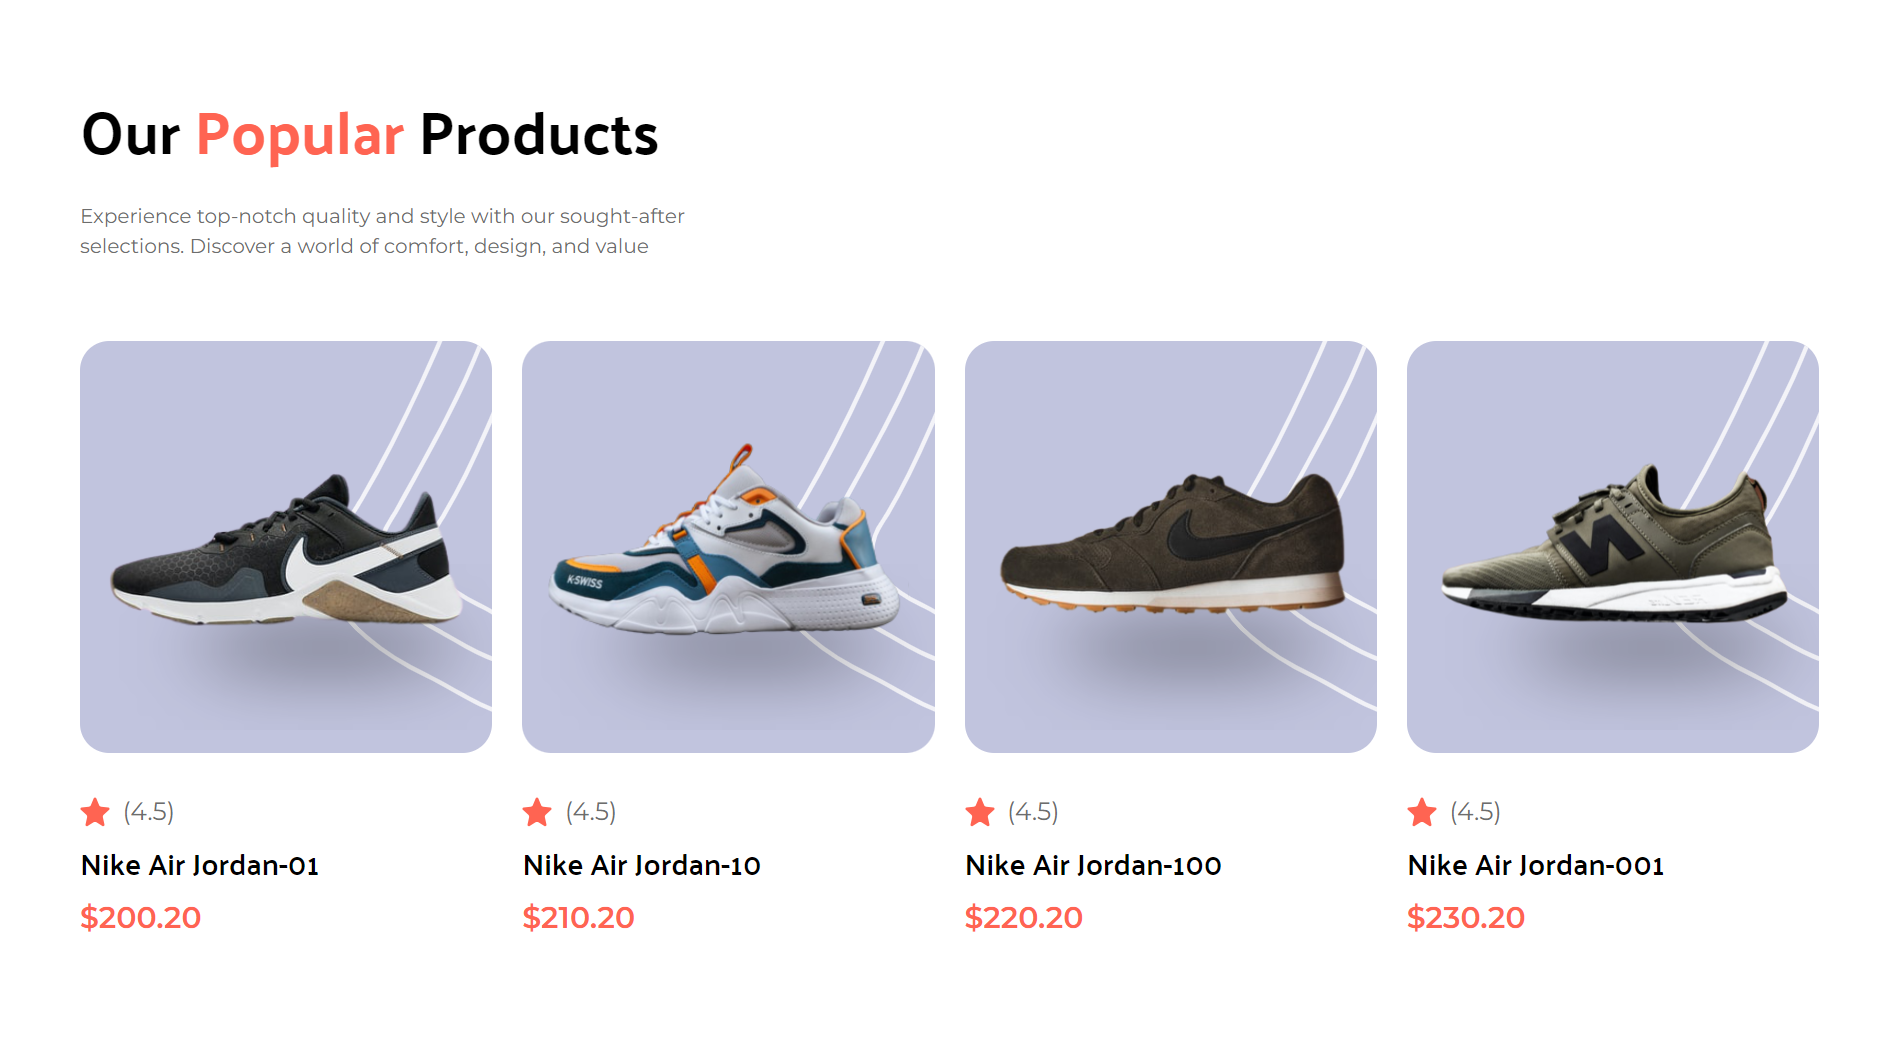 Our Popular Products
Experience top-notch quality and style with our sought-after
selections. Discover a world of comfort, design, and value
K·SWISS
N
(4.5)
Nike Air Jordan-01
$200.20
(4.5)
Nike Air Jordan-10
$210.20
(4.5)
Nike Air Jordan-100
$220.20
(4.5)
Nike Air Jordan-001
$230.20